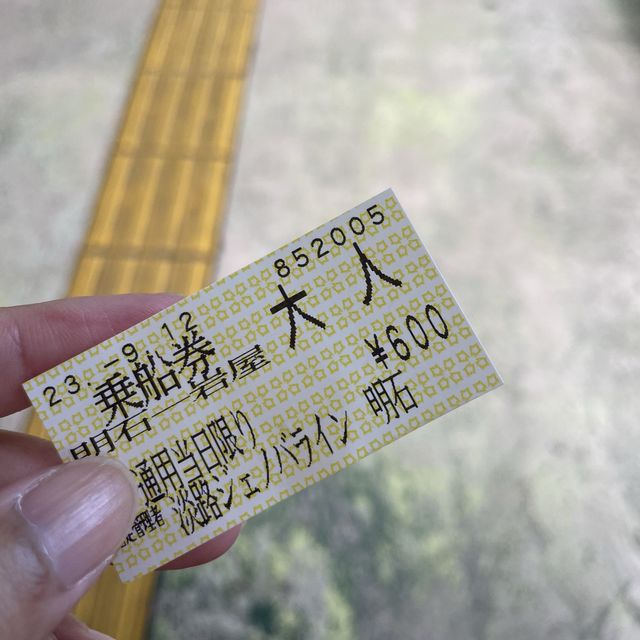 852005
23.-9.12
乗船券 大人
明石-岩屋 ¥600
通用当日限り
淡路ジェノバライン 明石